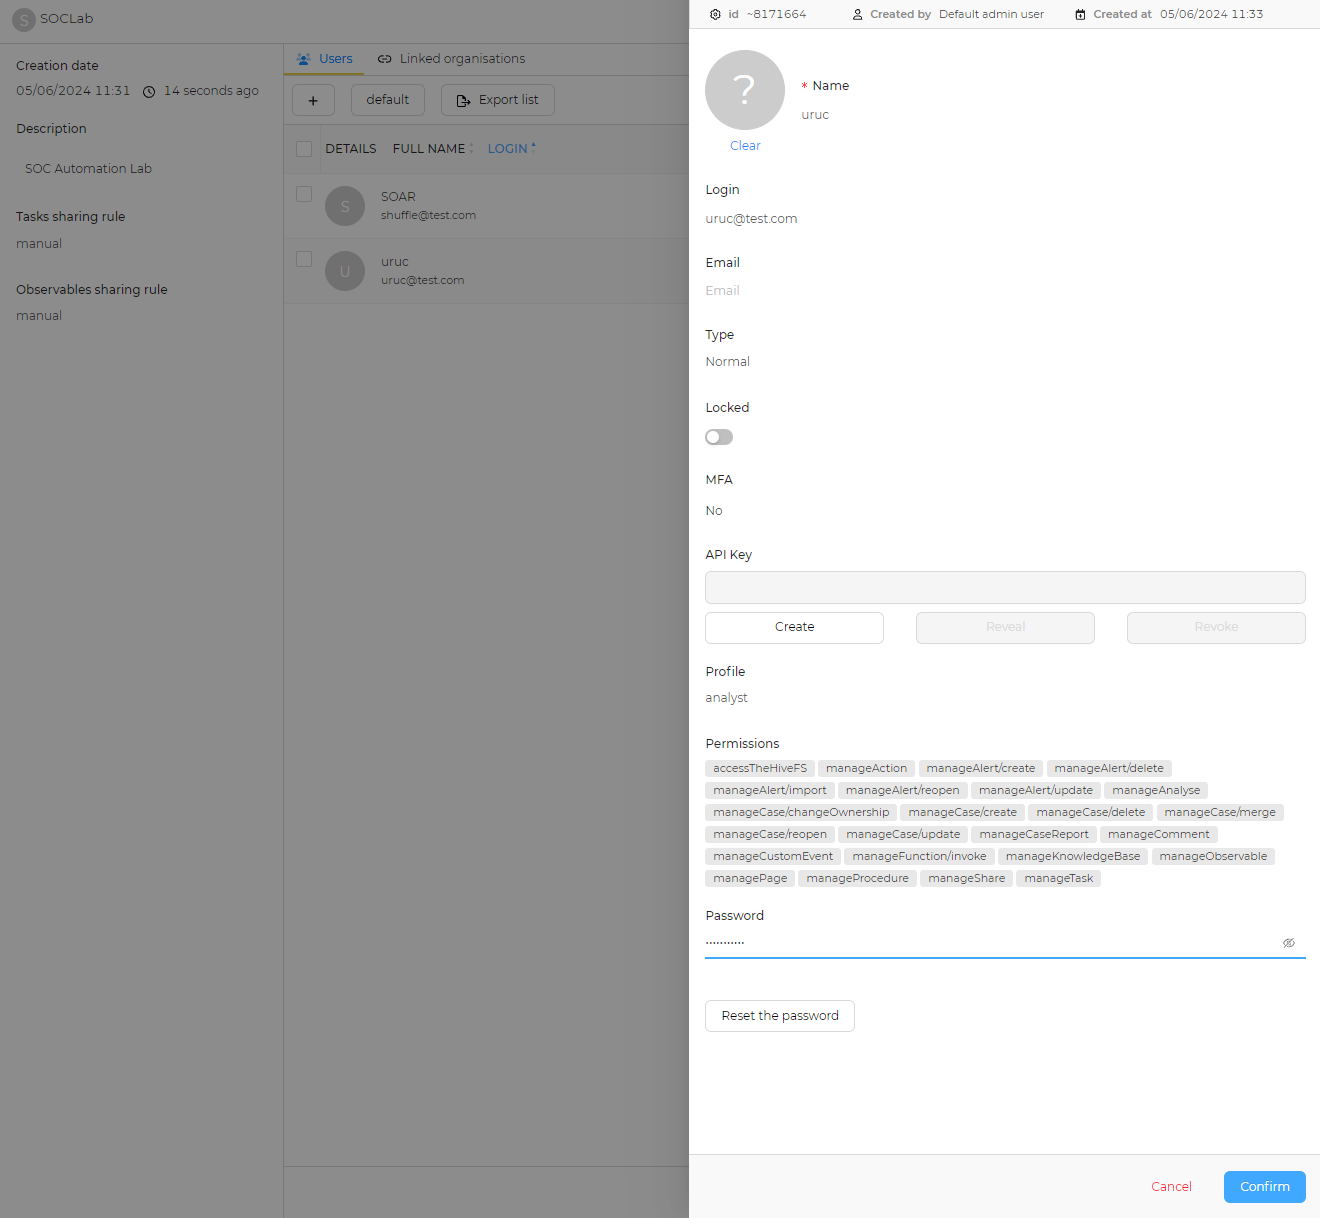 S SOCLab
Creation date
05/06/2024 11:31 14 seconds ago
Description
SOC Automation Lab
Tasks sharing rule
manual
Observables sharing rule
manual
Users Linked organisations
+ default Export list
DETAILS FULL NAME LOGIN
S
SOAR
shuffle@test.com
U
uruc
uruc@test.com
id ~8171664 Created by Default admin user Created at 05/06/2024 11:33
?
* Name
uruc
Clear
Login
uruc@test.com
Email
Email
Type
Normal
Locked
MFA
No
API Key
Create Reveal Revoke
Profile
analyst
Permissions
accessTheHiveFS manageAction manageAlert/create manageAlert/delete
manageAlert/import manageAlert/reopen manageAlert/update manageAnalyse
manageCase/changeOwnership manageCase/create manageCase/delete manageCase/merge
manageCase/reopen manageCase/update manageCaseReport manageComment
manageCustomEvent manageFunction/invoke manageKnowledgeBase manageObservable
managePage manageProcedure manageShare manageTask
Password
···········
Reset the password
Cancel Confirm